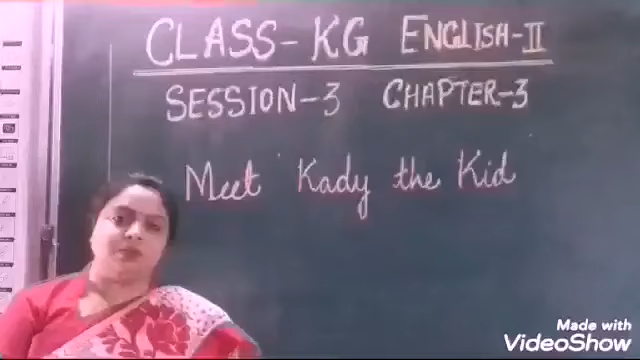 CLASS-KG ENGLISH-II
SESSION-3 CHAPTER-3
Meet Kady the Kid
Made with
VideoShow